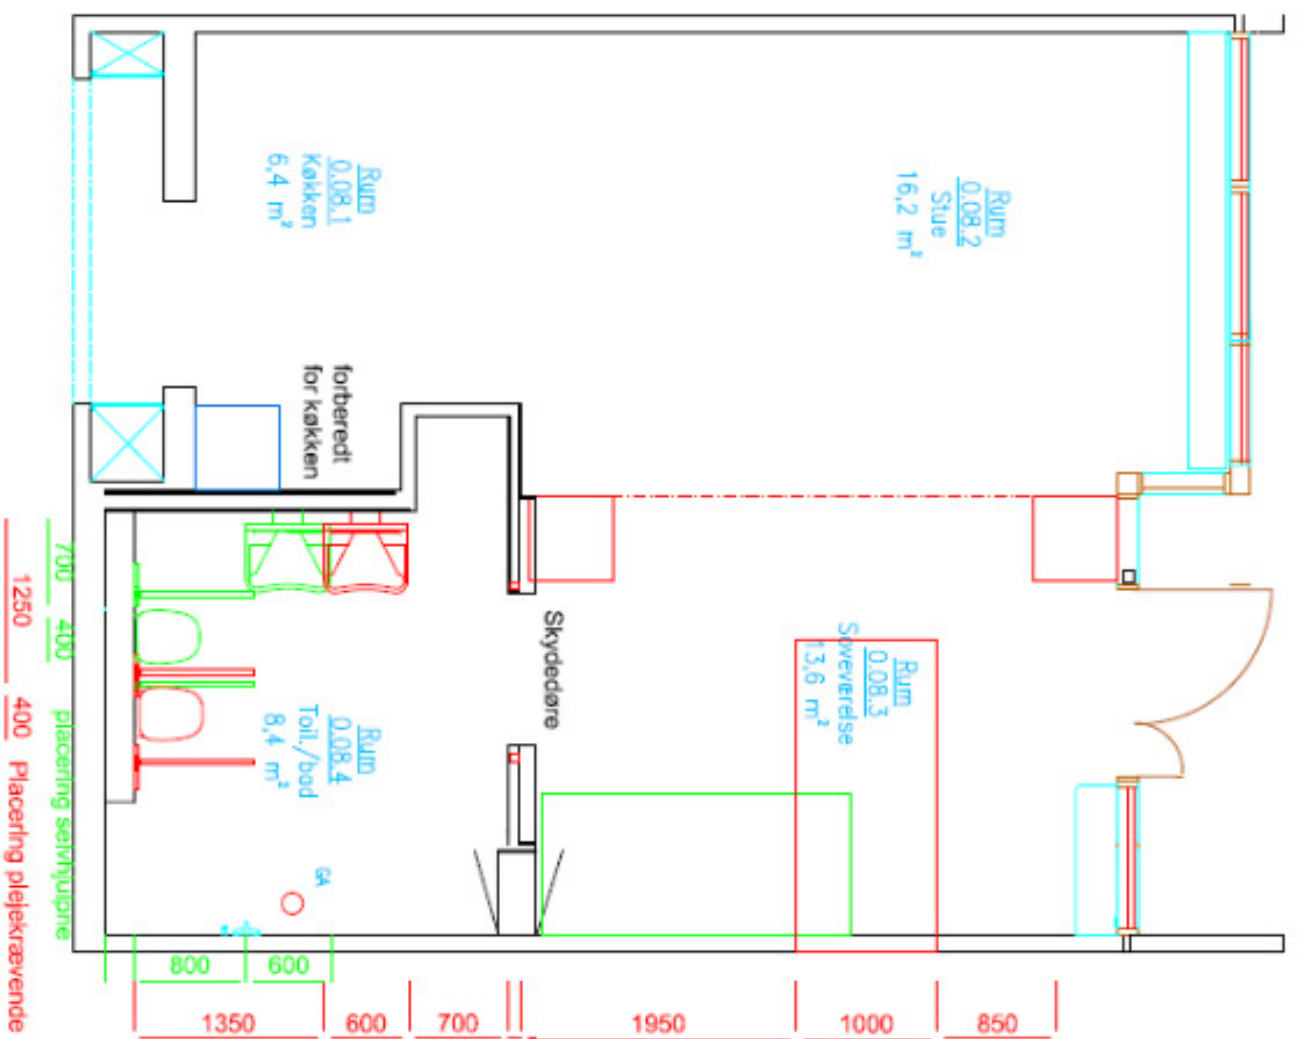 Rum
0.08.1
Køkken
6,4 m²
Rum
0.08.2
Stue
16,2 m²
forberedt
for køkken
Skydedøre
Rum
0.08.3
Soveværelse
13,6 m²
Rum
0.08.4
Toil./bad
8,4 m²
GA
700 400 placering selvhjulpne
1250 400 Placering plejekrævende
800 600
1350 600 700 1950 1000 850